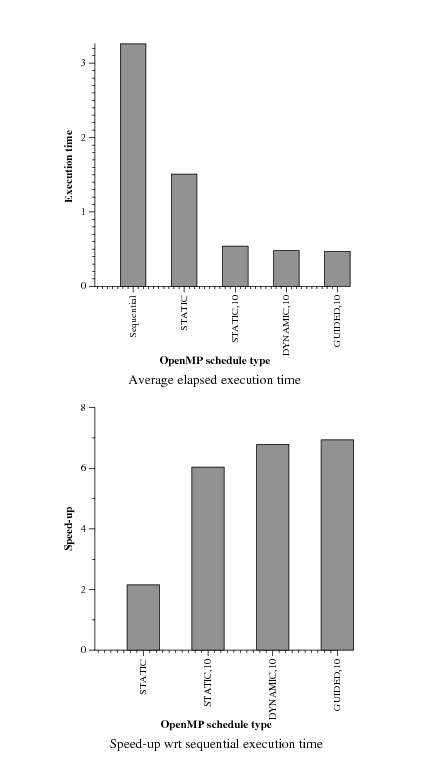 3
2
1
0
Execution time
Sequential
STATIC
STATIC,10
DYNAMIC,10
GUIDED,10
OpenMP schedule type
Average elapsed execution time
8
6
4
2
0
Speed-up
STATIC
STATIC,10
DYNAMIC,10
GUIDED,10
OpenMP schedule type
Speed-up wrt sequential execution time